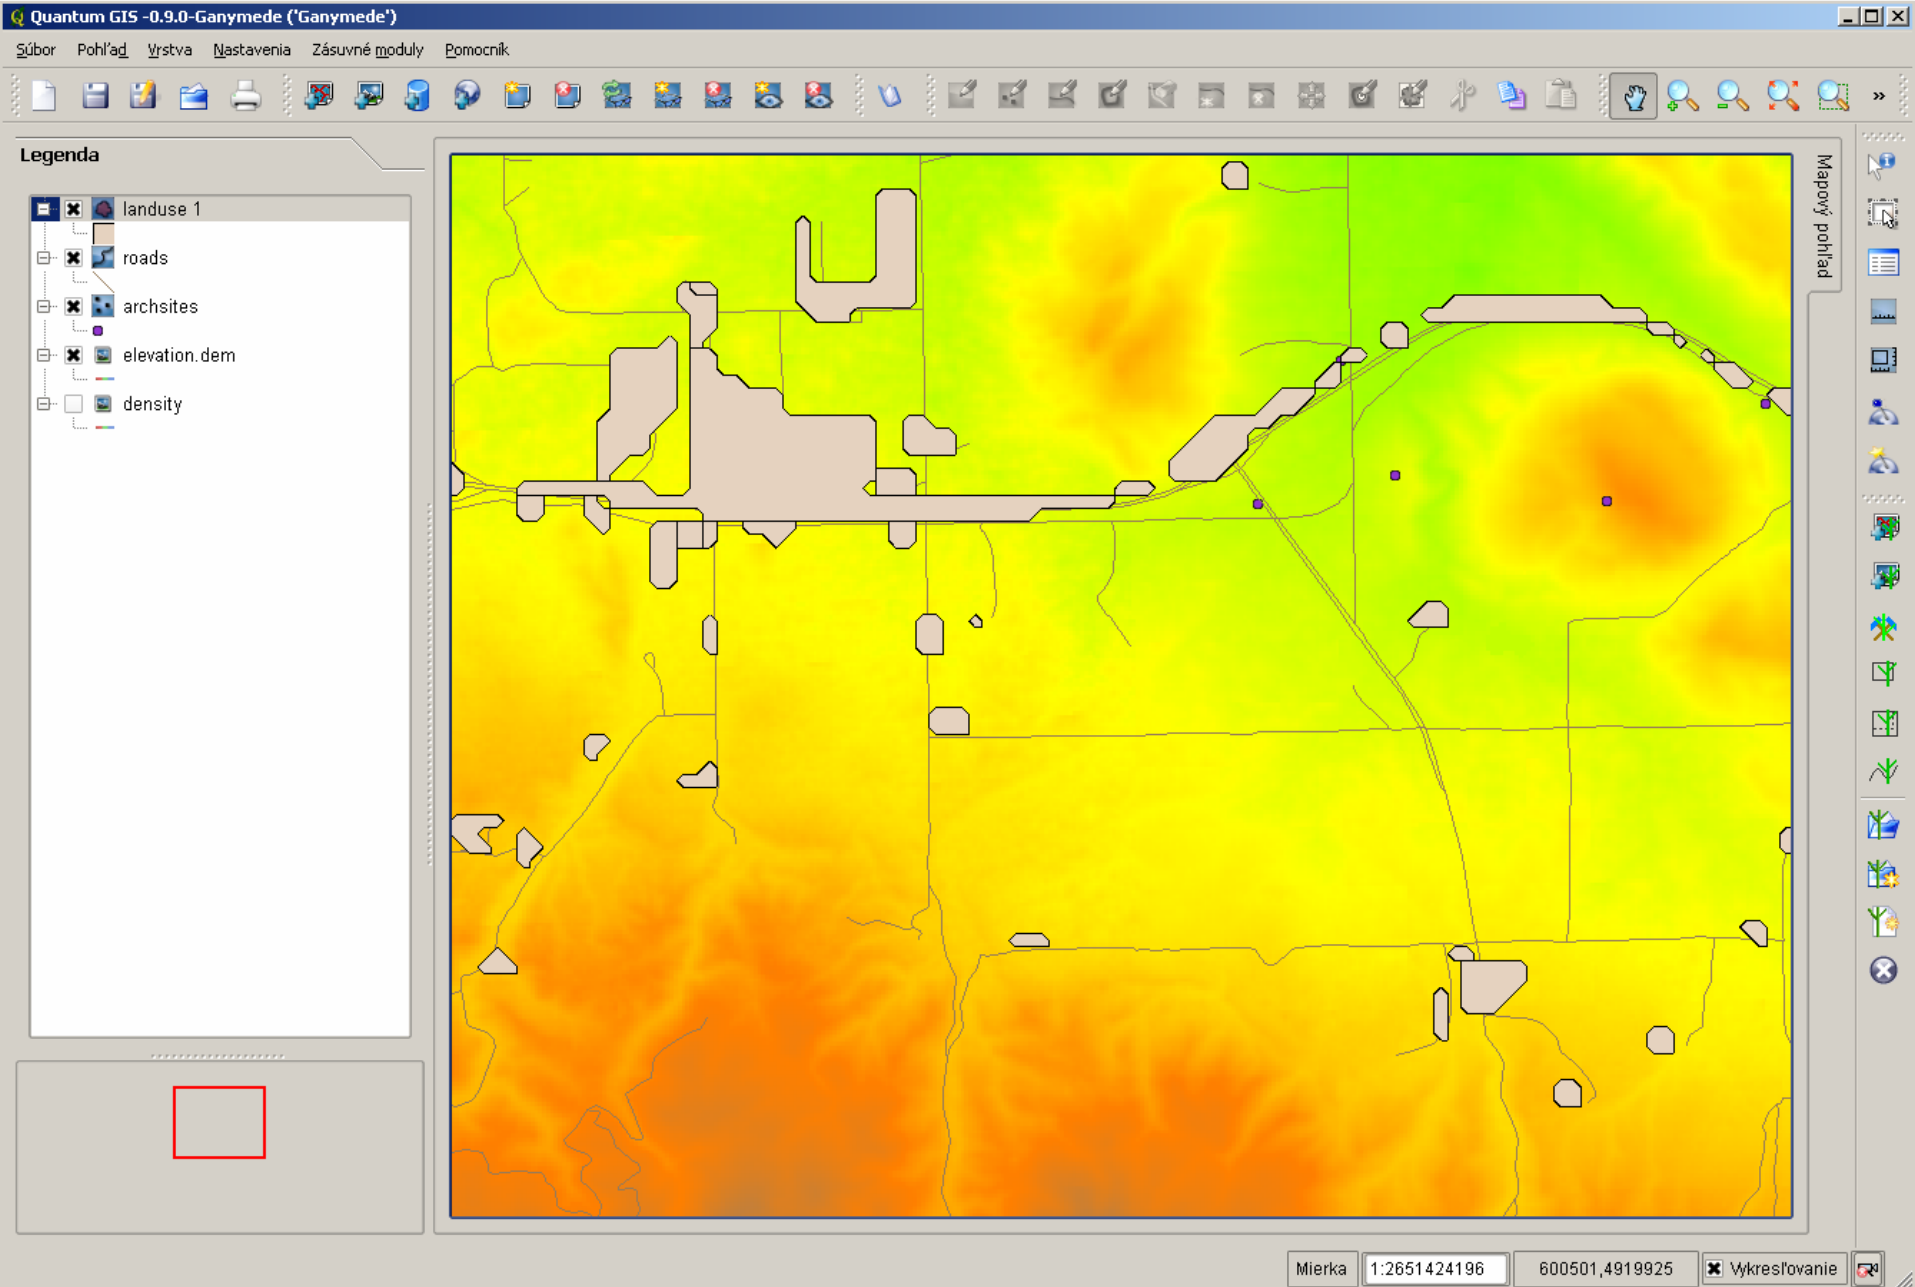 Quantum GIS -0.9.0-Ganymede ('Ganymede')
Súbor Pohľad Vrstva Nastavenia Zásuvné moduly Pomocník
»
Legenda
landuse 1
roads
archsites
elevation.dem
density
Mapový pohľad
Mierka 1:2651424196 600501,4919925 Vykresľovanie